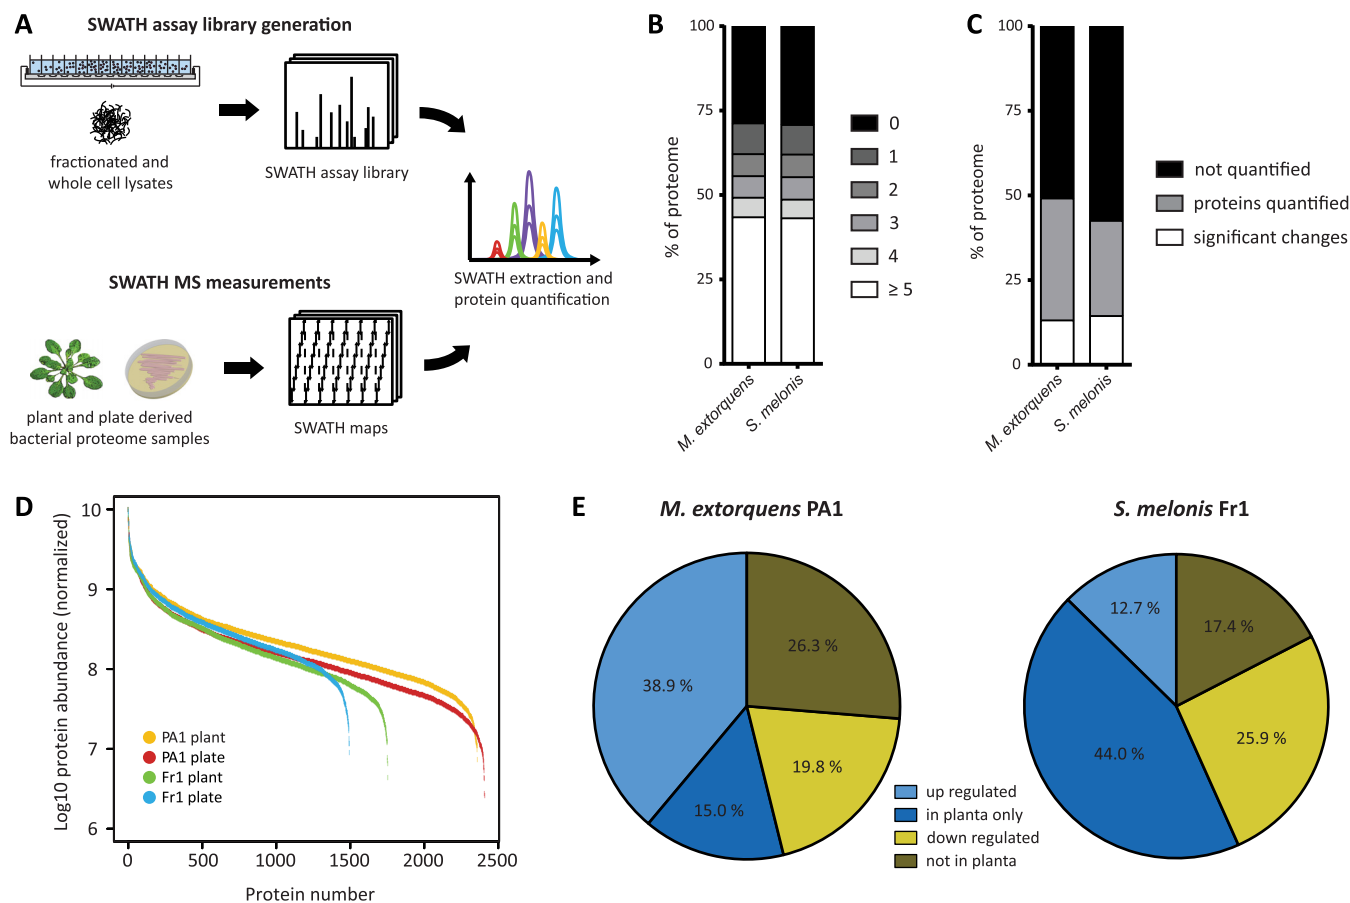 A
SWATH assay library generation
fractionated and
whole cell lysates
SWATH assay library
SWATH MS measurements
plant and plate derived
bacterial proteome samples
SWATH maps
SWATH extraction and
protein quantification
B
% of proteome
100
75
50
25
0
M. extorquens
S. melonis
0
1
2
3
4
≥ 5
C
% of proteome
100
75
50
25
0
M. extorquens
S. melonis
not quantified
proteins quantified
significant changes
D
Log10 protein abundance (normalized)
10
9
8
7
6
PA1 plant
PA1 plate
Fr1 plant
Fr1 plate
0 500 1000 1500 2000 2500
Protein number
E
M. extorquens PA1
38.9 %
26.3 %
15.0 %
19.8 %
up regulated
in planta only
down regulated
not in planta
S. melonis Fr1
12.7 %
17.4 %
44.0 %
25.9 %